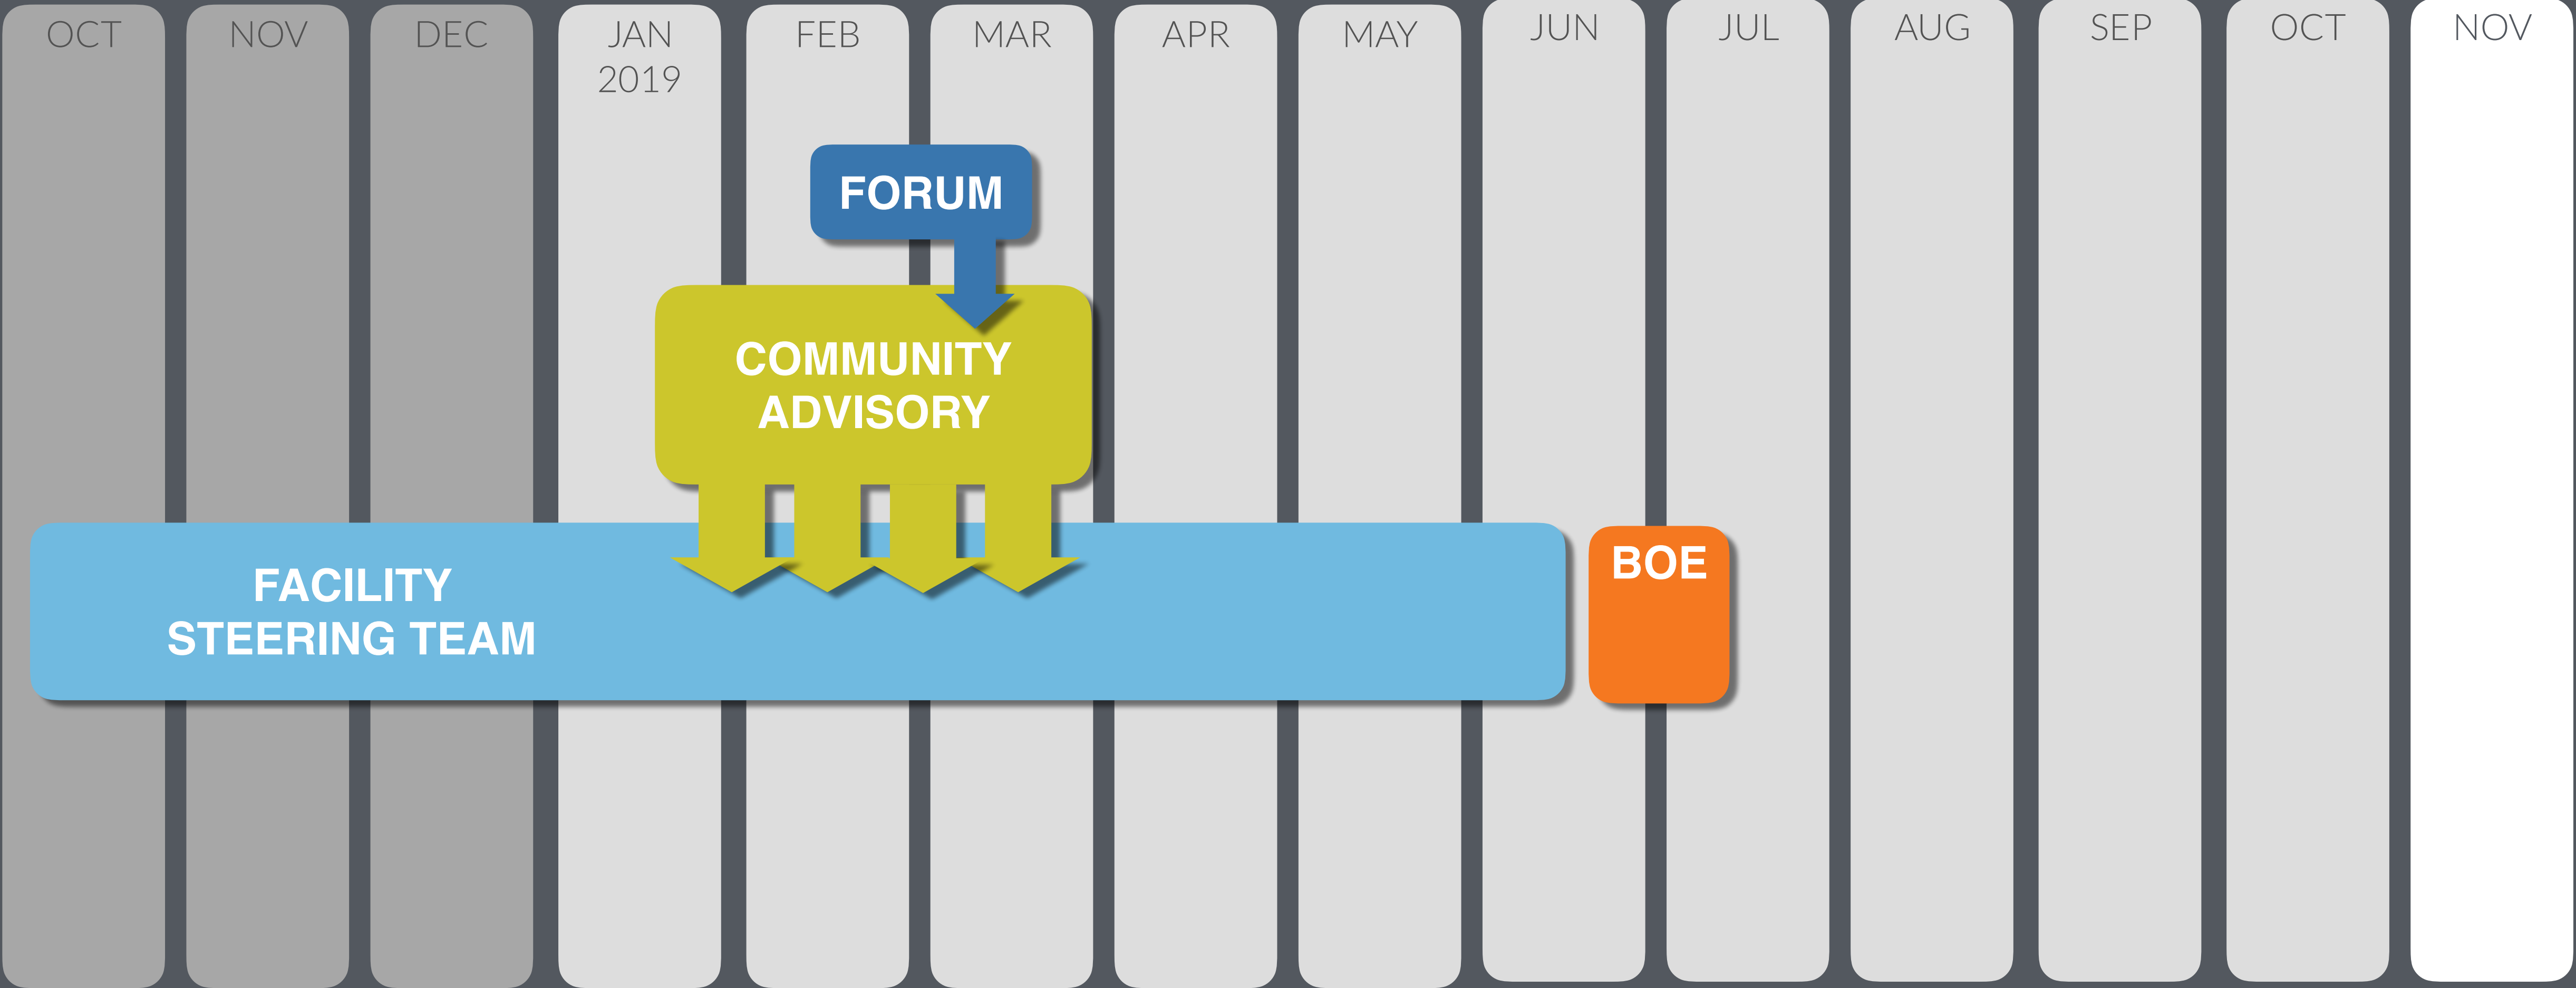 OCT NOV DEC JAN FEB MAR APR MAY JUN JUL AUG SEP OCT NOV
2019
FORUM
COMMUNITY
ADVISORY
FACILITY
STEERING TEAM
BOE